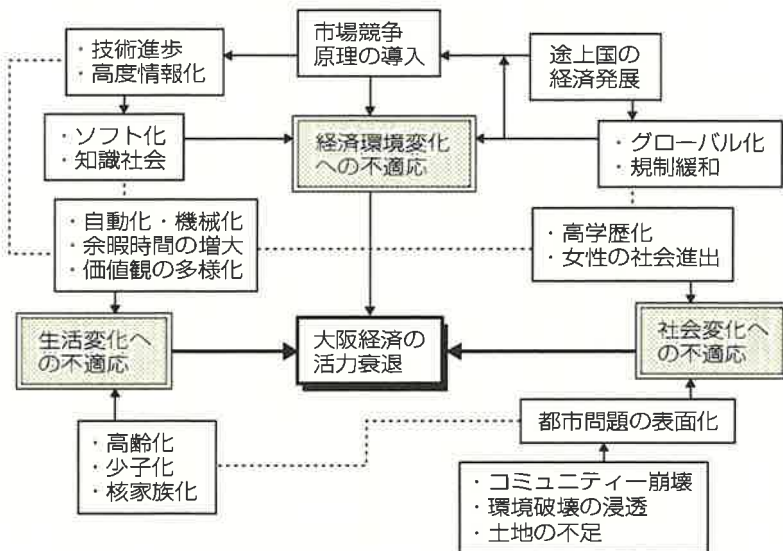 ・技術進歩
・高度情報化
市場競争
原理の導入
途上国の
経済発展
・ソフト化
・知識社会
経済環境変化
への不適応
・グローバル化
・規制緩和
・自動化・機械化
・余暇時間の増大
・価値観の多様化
・高学歴化
・女性の社会進出
生活変化へ
の不適応
大阪経済の
活力衰退
社会変化へ
の不適応
・高齢化
・少子化
・核家族化
都市問題の表面化
・コミュニティー崩壊
・環境破壊の浸透
・土地の不足